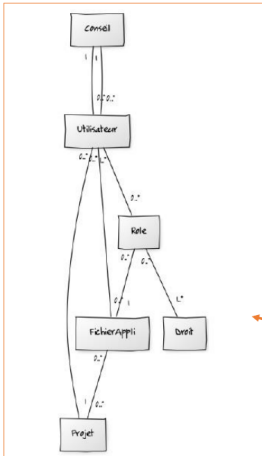 Conseil
1 1
0..* 0..*
Utilisateur
0..* 0..* 1..*
0..*
Role
0..* 0..*
0..* 1 1..*
FichierAppli Droit
0..*
1 0..*
Projet